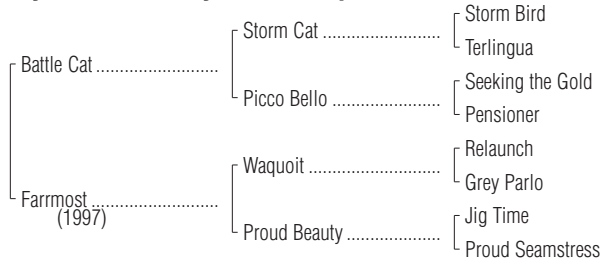 Storm Bird
Storm Cat ........................
Terlingua
Battle Cat ..........................
Seeking the Gold
Picco Bello .......................
Pensioner
Relaunch
Waquoit ............................
Grey Parlo
Farrmost ...........................
(1997)
Jig Time
Proud Beauty ....................
Proud Seamstress